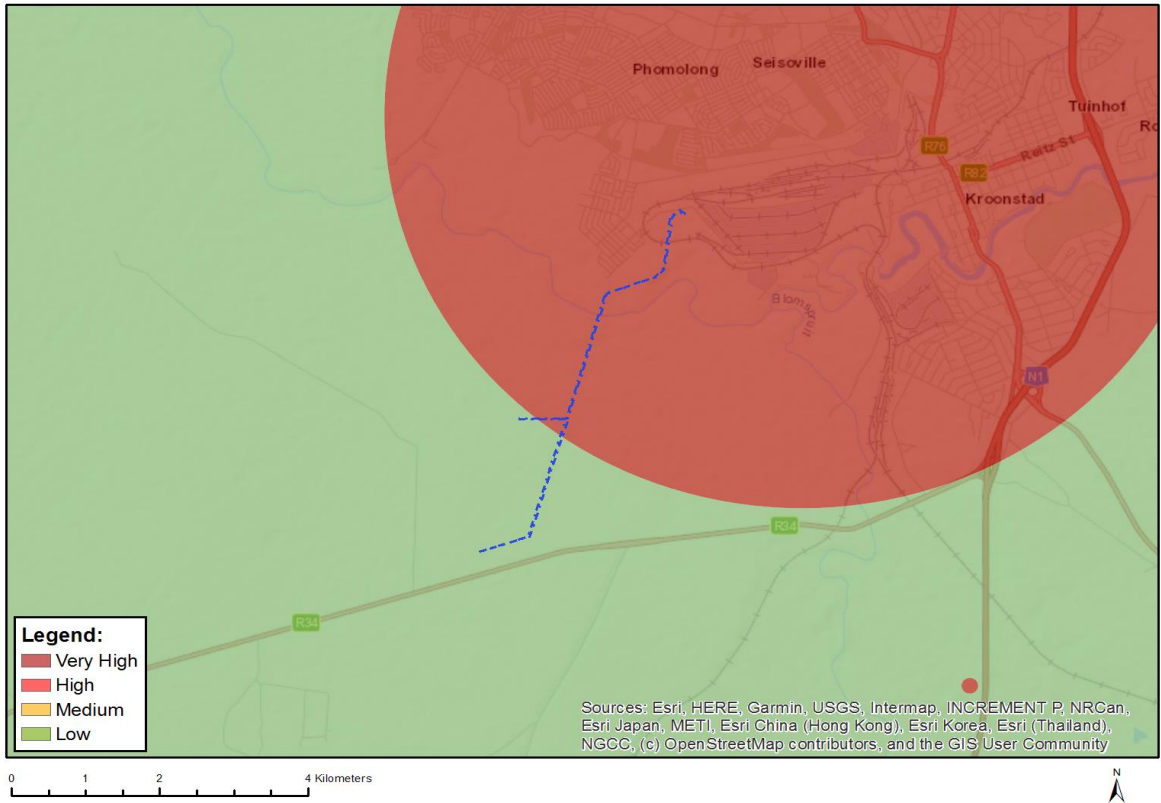 Phomolong
Seisoville
Tuinhof
Ro
R76
Reitz St
R82
Kroonstad
Blomspruit
N1
R34
R34
Legend:
Very High
High
Medium
Low
Sources: Esri, HERE, Garmin, USGS, Intermap, INCREMENT P, NRCan,
Esri Japan, METI, Esri China (Hong Kong), Esri Korea, Esri (Thailand),
NGCC, (c) OpenStreetMap contributors, and the GIS User Community
0 1 2 4 Kilometers
N